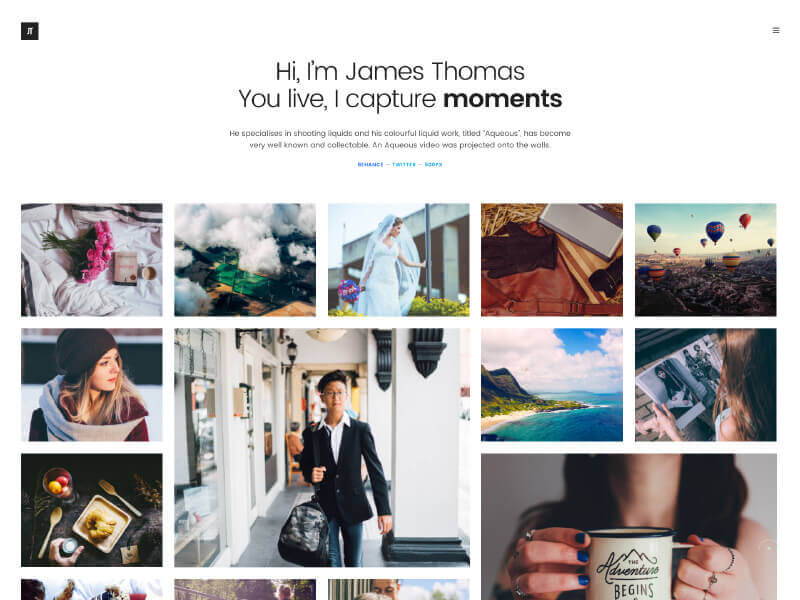 JT
Hi, I'm James Thomas
You live, I capture moments
He specialises in shooting liquids and his colourful liquid work, titled "Aqueous", has become
very well known and collectable. An Aqueous video was projected onto the walls.
BEHANCE — TWITTER — 500PX
THE
Adventure
BEGINS